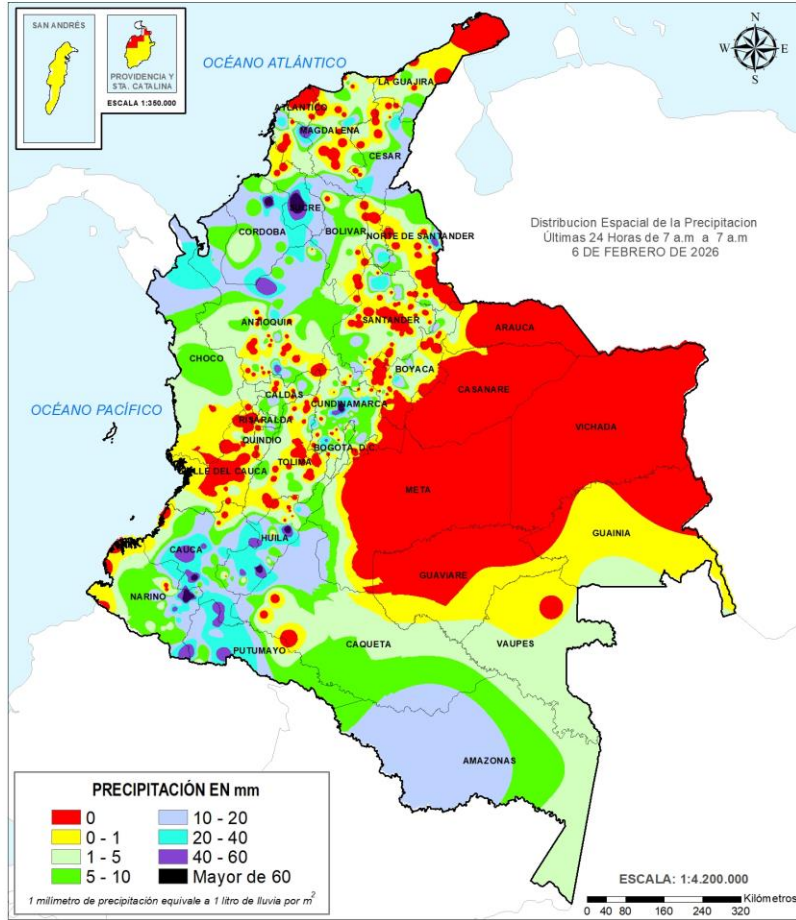 SAN ANDRÉS
PROVIDENCIA Y
STA. CATALINA
ESCALA 1:350.000
OCÉANO ATLÁNTICO
N
W
E
S
LA GUAJIRA
ATLANTICO
MAGDALENA
CESAR
SUCRE
CORDOBA
BOLIVAR
NORTE DE SANTANDER
Distribucion Espacial de la Precipitacion
Últimas 24 Horas de 7 a.m a 7 a.m
6 DE FEBRERO DE 2026
ANTIOQUIA
SANTANDER
ARAUCA
CHOCO
BOYACA
CASANARE
CALDAS
CUNDINAMARCA
OCÉANO PACÍFICO
RISARALDA
VICHADA
QUINDIO
BOGOTA, D.C.
TOLIMA
VALLE DEL CAUCA
META
GUAINIA
HUILA
CAUCA
GUAVIARE
NARIÑO
CAQUETA
VAUPES
PUTUMAYO
AMAZONAS
PRECIPITACIÓN EN mm
0
10 - 20
0 - 1
20 - 40
1 - 5
40 - 60
5 - 10
Mayor de 60
1 milímetro de precipitación equivale a 1 litro de lluvia por m²
ESCALA: 1:4.200.000
Kilómetros
0 40 80 160 240 320